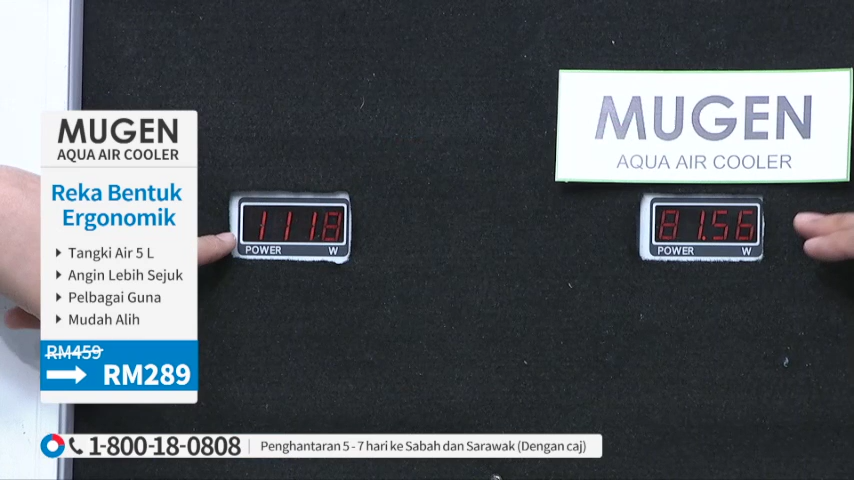 MUGEN
AQUA AIR COOLER
Reka Bentuk
Ergonomik
Tangki Air 5 L
Angin Lebih Sejuk
Pelbagai Guna
Mudah Alih
RM459
RM289
111.8
POWER W
MUGEN
AQUA AIR COOLER
81.56
POWER W
1-800-18-0808
Penghantaran 5 - 7 hari ke Sabah dan Sarawak (Dengan caj)